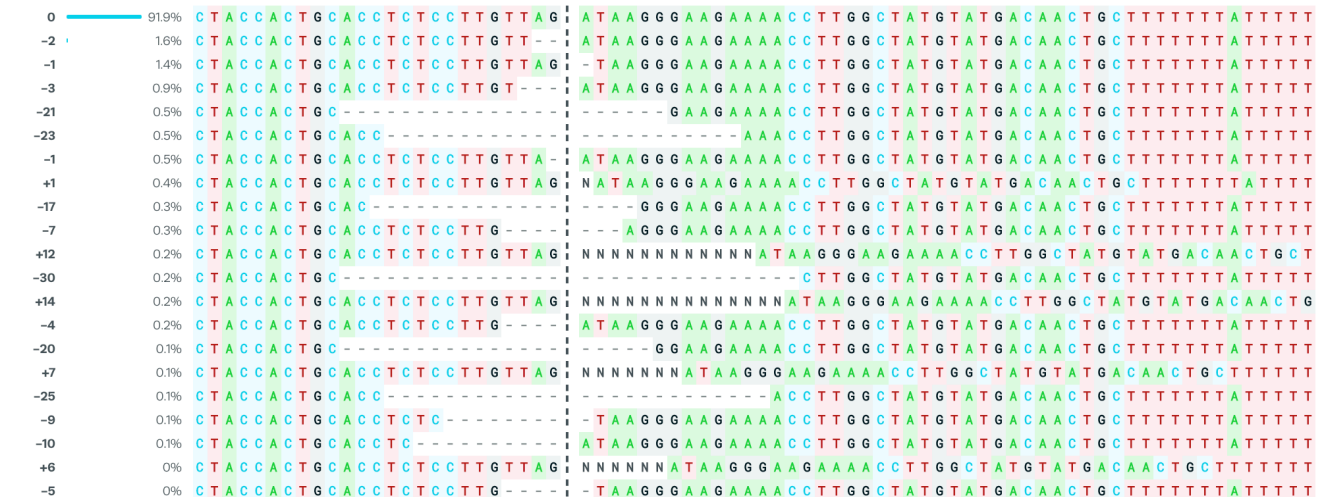 0 91.9% CTACCACTGCACCTCTCCTTGTTAG ATAAGGGAAGAAAACCTTGGCTATGTATGACAACTGCTTTTTTTATTTTT
-2 1.6% CTACCACTGCACCTCTCCTTGTT-- ATAAGGGAAGAAAACCTTGGCTATGTATGACAACTGCTTTTTTTATTTTT
-1 1.4% CTACCACTGCACCTCTCCTTGTTAG -TAAGGGAAGAAAACCTTGGCTATGTATGACAACTGCTTTTTTTATTTTT
-3 0.9% CTACCACTGCACCTCTCCTTGT--- ATAAGGGAAGAAAACCTTGGCTATGTATGACAACTGCTTTTTTTATTTTT
-21 0.5% CTACCACTGC--------------- ------GAAGAAAACCTTGGCTATGTATGACAACTGCTTTTTTTATTTTT
-23 0.5% CTACCACTGCACC------------ -----------AAACCTTGGCTATGTATGACAACTGCTTTTTTTATTTTT
-1 0.5% CTACCACTGCACCTCTCCTTGTTA- ATAAGGGAAGAAAACCTTGGCTATGTATGACAACTGCTTTTTTTATTTTT
+1 0.4% CTACCACTGCACCTCTCCTTGTTAG NATAAGGGAAGAAAACCTTGGCTATGTATGACAACTGCTTTTTTTATTTT
-17 0.3% CTACCACTGCAC------------- ----GGGAAGAAAACCTTGGCTATGTATGACAACTGCTTTTTTTATTTTT
-7 0.3% CTACCACTGCACCTCTCCTTG---- ---AGGGAAGAAAACCTTGGCTATGTATGACAACTGCTTTTTTTATTTTT
+12 0.2% CTACCACTGCACCTCTCCTTGTTAG NNNNNNNNNNNNATAAGGGAAGAAAACCTTGGCTATGTATGACAACTGCT
-30 0.2% CTACCACTGC--------------- ---------------CTTGGCTATGTATGACAACTGCTTTTTTTATTTTT
+14 0.2% CTACCACTGCACCTCTCCTTGTTAG NNNNNNNNNNNNNNATAAGGGAAGAAAACCTTGGCTATGTATGACAACTG
-4 0.2% CTACCACTGCACCTCTCCTTG---- ATAAGGGAAGAAAACCTTGGCTATGTATGACAACTGCTTTTTTTATTTTT
-20 0.1% CTACCACTGC--------------- -----GGAAGAAAACCTTGGCTATGTATGACAACTGCTTTTTTTATTTTT
+7 0.1% CTACCACTGCACCTCTCCTTGTTAG NNNNNNNATAAGGGAAGAAAACCTTGGCTATGTATGACAACTGCTTTTTT
-25 0.1% CTACCACTGCACC------------ -------------ACCTTGGCTATGTATGACAACTGCTTTTTTTATTTTT
-9 0.1% CTACCACTGCACCTCTC-------- -TAAGGGAAGAAAACCTTGGCTATGTATGACAACTGCTTTTTTTATTTTT
-10 0.1% CTACCACTGCACCTC---------- ATAAGGGAAGAAAACCTTGGCTATGTATGACAACTGCTTTTTTTATTTTT
+6 0% CTACCACTGCACCTCTCCTTGTTAG NNNNNNATAAGGGAAGAAAACCTTGGCTATGTATGACAACTGCTTTTTTT
-5 0% CTACCACTGCACCTCTCCTTG---- -TAAGGGAAGAAAACCTTGGCTATGTATGACAACTGCTTTTTTTATTTTT